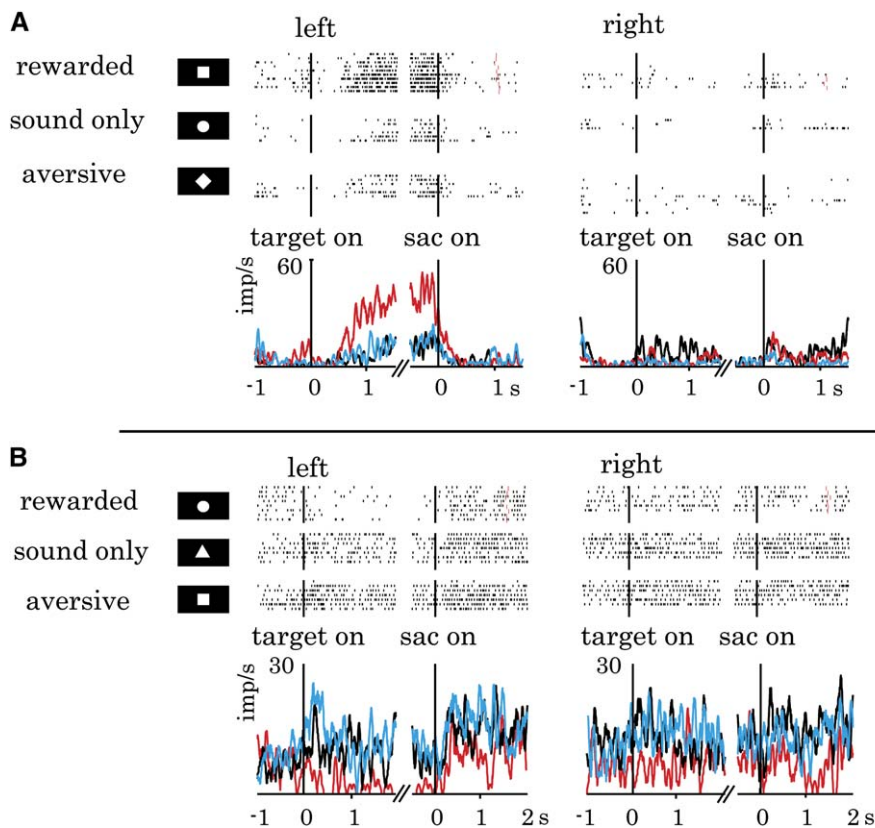 A
left right
rewarded
sound only
aversive
target on sac on target on sac on
60 60
imp/s
-1 0 1 0 1 s -1 0 1 0 1 s
B
left right
rewarded
sound only
aversive
target on sac on target on sac on
30 30
imp/s
-1 0 1 0 1 2 s -1 0 1 0 1 2 s